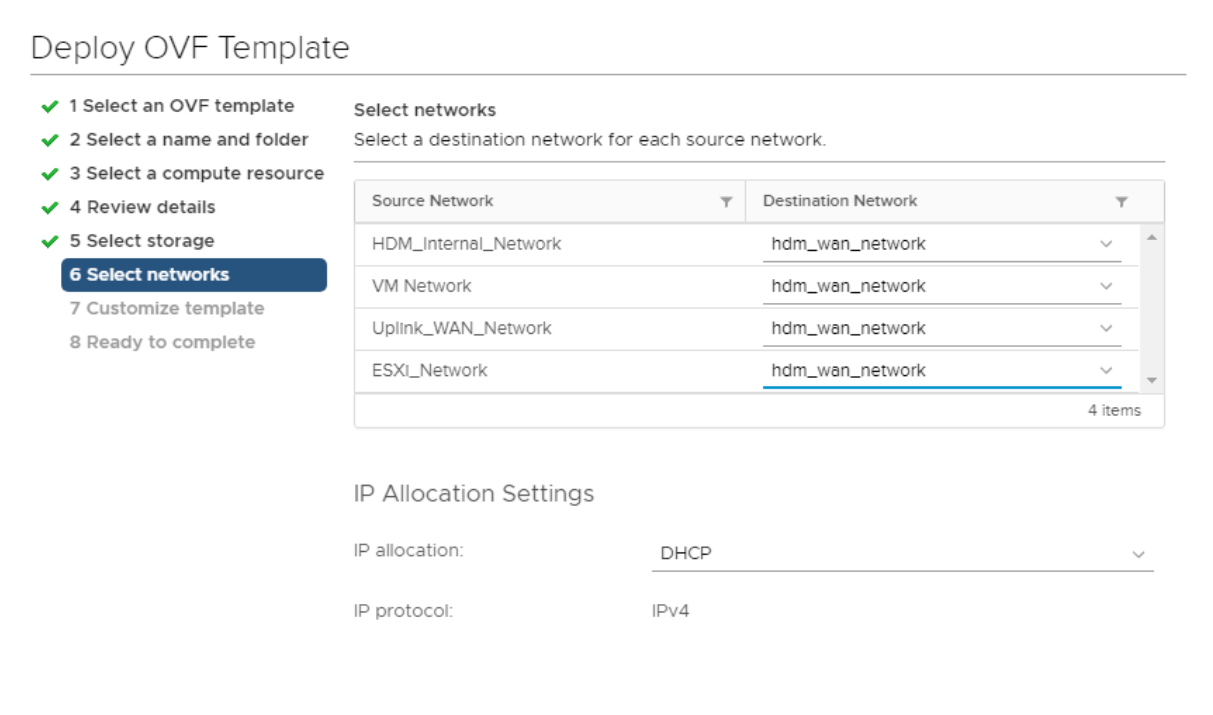 Deploy OVF Template
1 Select an OVF template
2 Select a name and folder
3 Select a compute resource
4 Review details
5 Select storage
6 Select networks
7 Customize template
8 Ready to complete
Select networks
Select a destination network for each source network.
Source Network Destination Network
HDM_Internal_Network hdm_wan_network
VM Network hdm_wan_network
Uplink_WAN_Network hdm_wan_network
ESXi_Network hdm_wan_network
4 items
IP Allocation Settings
IP allocation: DHCP
IP protocol: IPv4